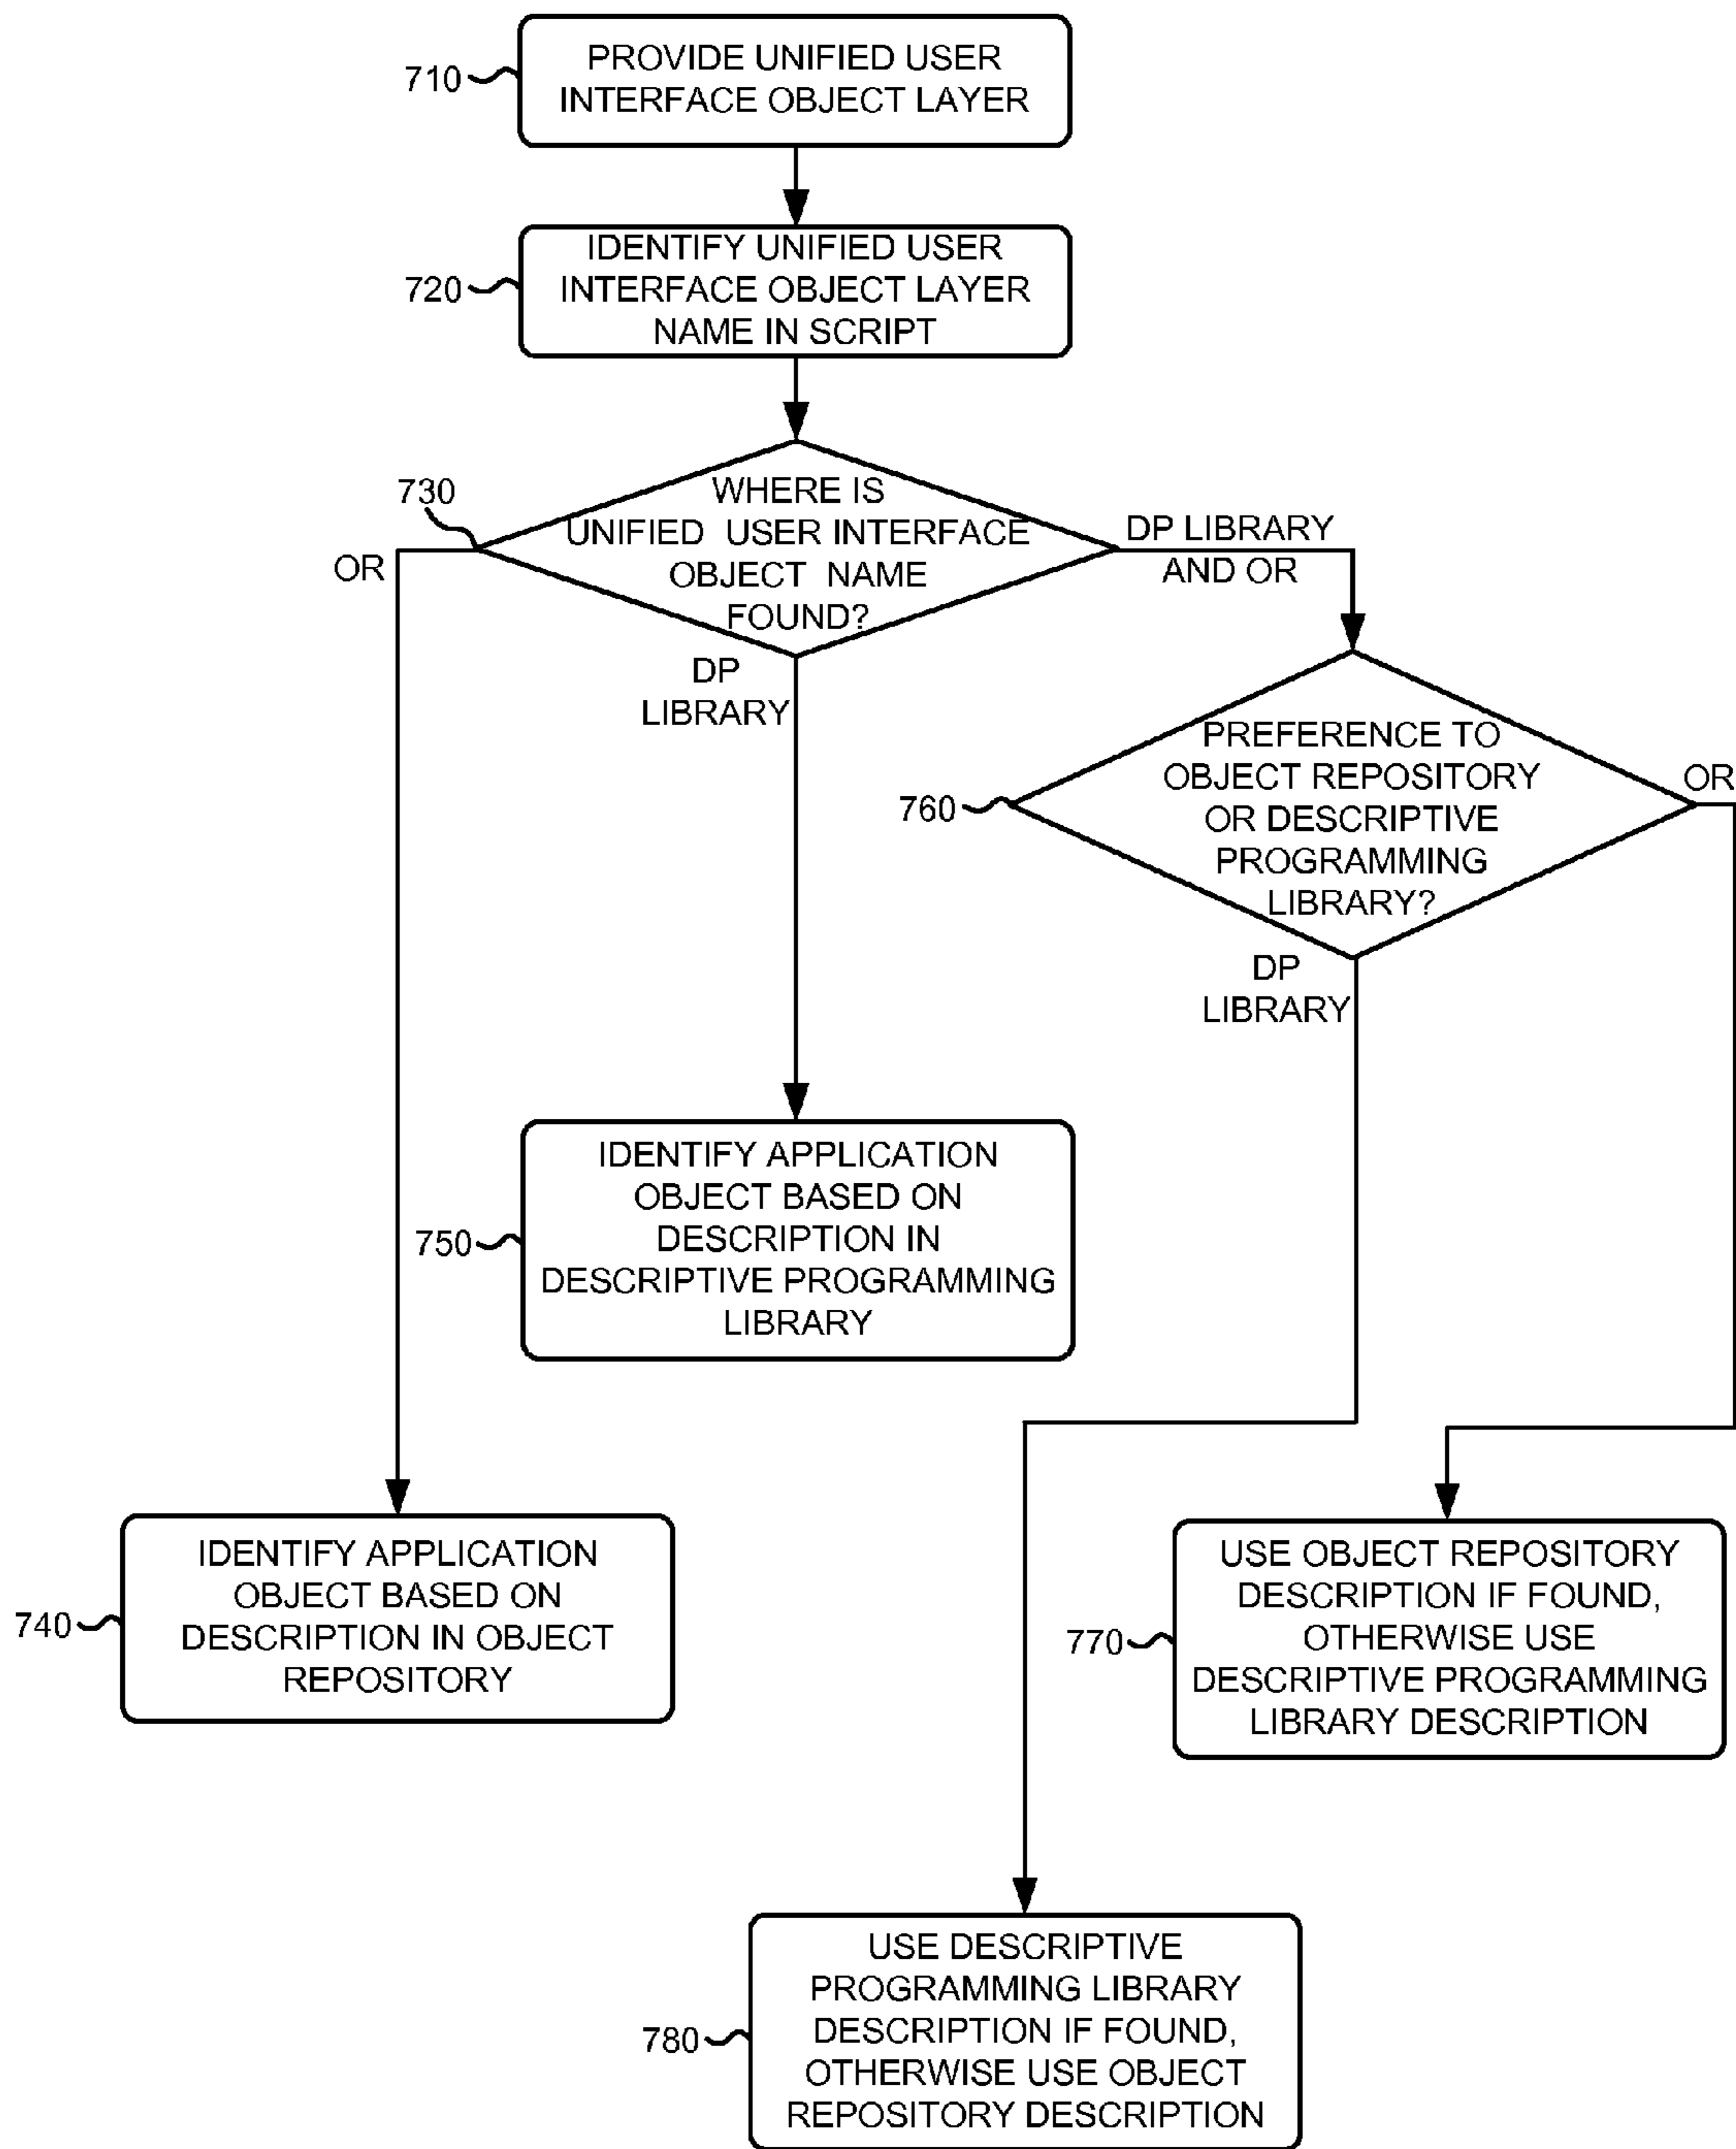 710
PROVIDE UNIFIED USER
INTERFACE OBJECT LAYER
720
IDENTIFY UNIFIED USER
INTERFACE OBJECT LAYER
NAME IN SCRIPT
730
WHERE IS
UNIFIED USER INTERFACE
OBJECT NAME
FOUND?
OR
DP
LIBRARY
DP LIBRARY
AND OR
760
PREFERENCE TO
OBJECT REPOSITORY
OR DESCRIPTIVE
PROGRAMMING
LIBRARY?
OR
DP
LIBRARY
750
IDENTIFY APPLICATION
OBJECT BASED ON
DESCRIPTION IN
DESCRIPTIVE PROGRAMMING
LIBRARY
740
IDENTIFY APPLICATION
OBJECT BASED ON
DESCRIPTION IN OBJECT
REPOSITORY
770
USE OBJECT REPOSITORY
DESCRIPTION IF FOUND,
OTHERWISE USE
DESCRIPTIVE PROGRAMMING
LIBRARY DESCRIPTION
780
USE DESCRIPTIVE
PROGRAMMING LIBRARY
DESCRIPTION IF FOUND,
OTHERWISE USE OBJECT
REPOSITORY DESCRIPTION